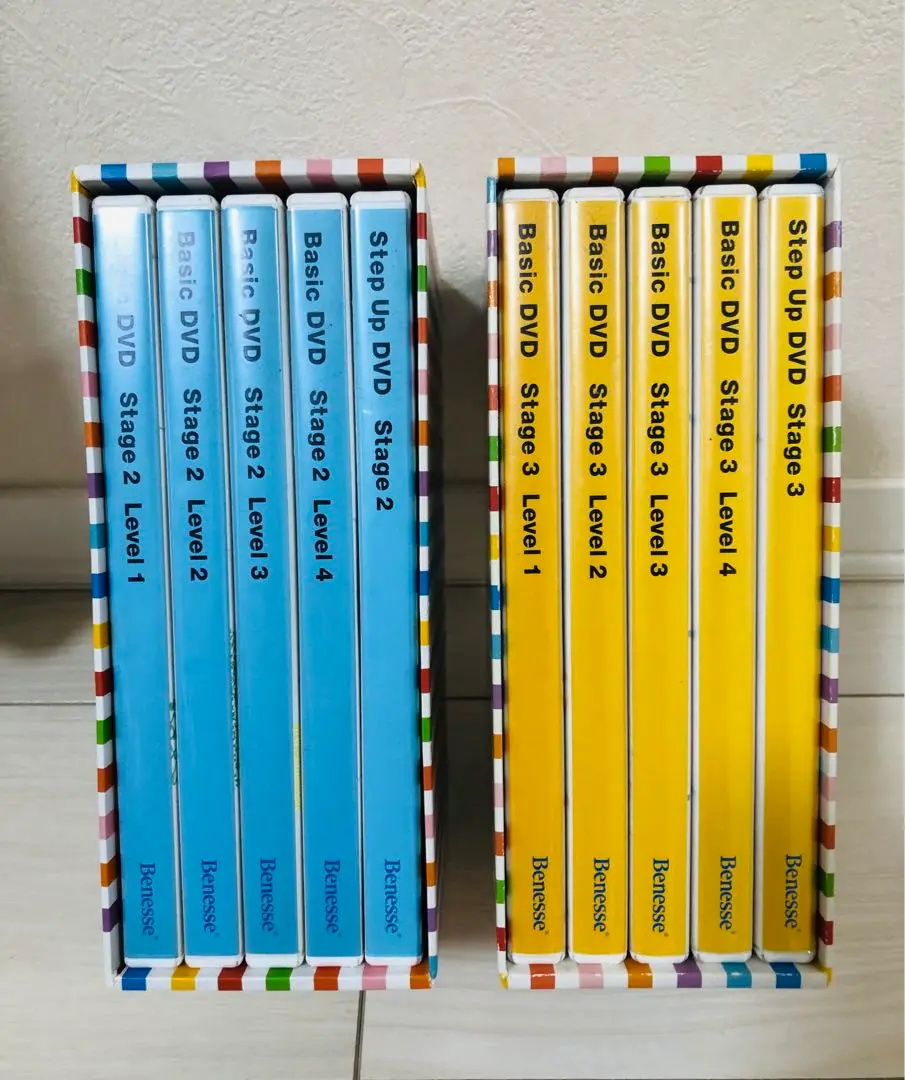 DVD Stage 2 Level 1
Benesse®
Basic DVD Stage 2 Level 2
Benesse®
Basic DVD Stage 2 Level 3
Benesse®
Basic DVD Stage 2 Level 4
Benesse®
Step Up DVD Stage 2
Benesse®
Basic DVD Stage 3 Level 1
Benesse®
Basic DVD Stage 3 Level 2
Benesse®
Basic DVD Stage 3 Level 3
Benesse®
Basic DVD Stage 3 Level 4
Benesse®
Step Up DVD Stage 3
Benesse®